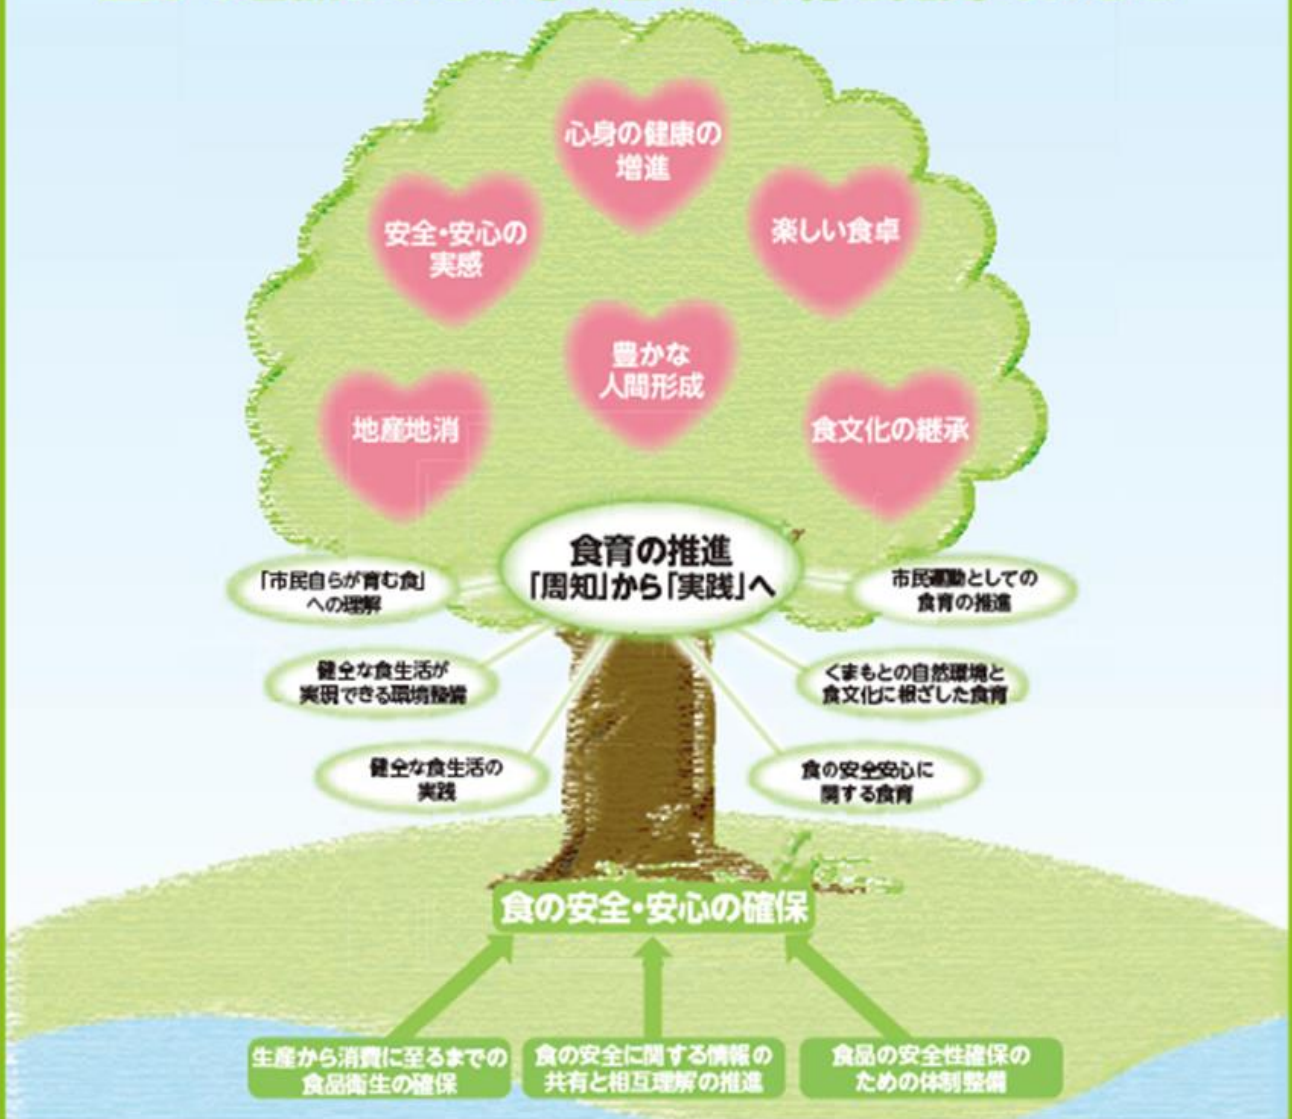 心身の健康の
増進
安全・安心の
実感
楽しい食卓
豊かな
人間形成
地産地消
食文化の継承
食育の推進
「周知」から「実践」へ
「市民自らが育む食」
への理解
市民運動としての
食育の推進
健全な食生活が
実現できる環境整備
くまもとの自然環境と
食文化に根ざした食育
健全な食生活の
実践
食の安全安心に
関する食育
食の安全・安心の確保
生産から消費に至るまでの
食品衛生の確保
食の安全に関する情報の
共有と相互理解の推進
食品の安全性確保の
ための体制整備